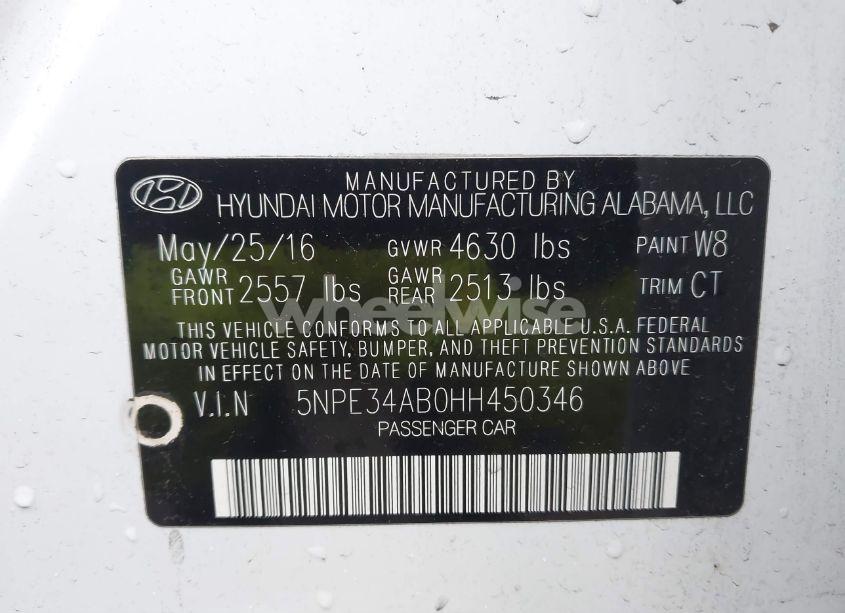 MANUFACTURED BY
HYUNDAI MOTOR MANUFACTURING ALABAMA, LLC
May/25/16 GVWR 4630 lbs PAINT W8
GAWR FRONT 2557 lbs GAWR REAR 2513 lbs TRIM CT
wheelwise
THIS VEHICLE CONFORMS TO ALL APPLICABLE U.S.A. FEDERAL
MOTOR VEHICLE SAFETY, BUMPER, AND THEFT PREVENTION STANDARDS
IN EFFECT ON THE DATE OF MANUFACTURE SHOWN ABOVE
V.I.N 5NPE34AB0HH450346
PASSENGER CAR